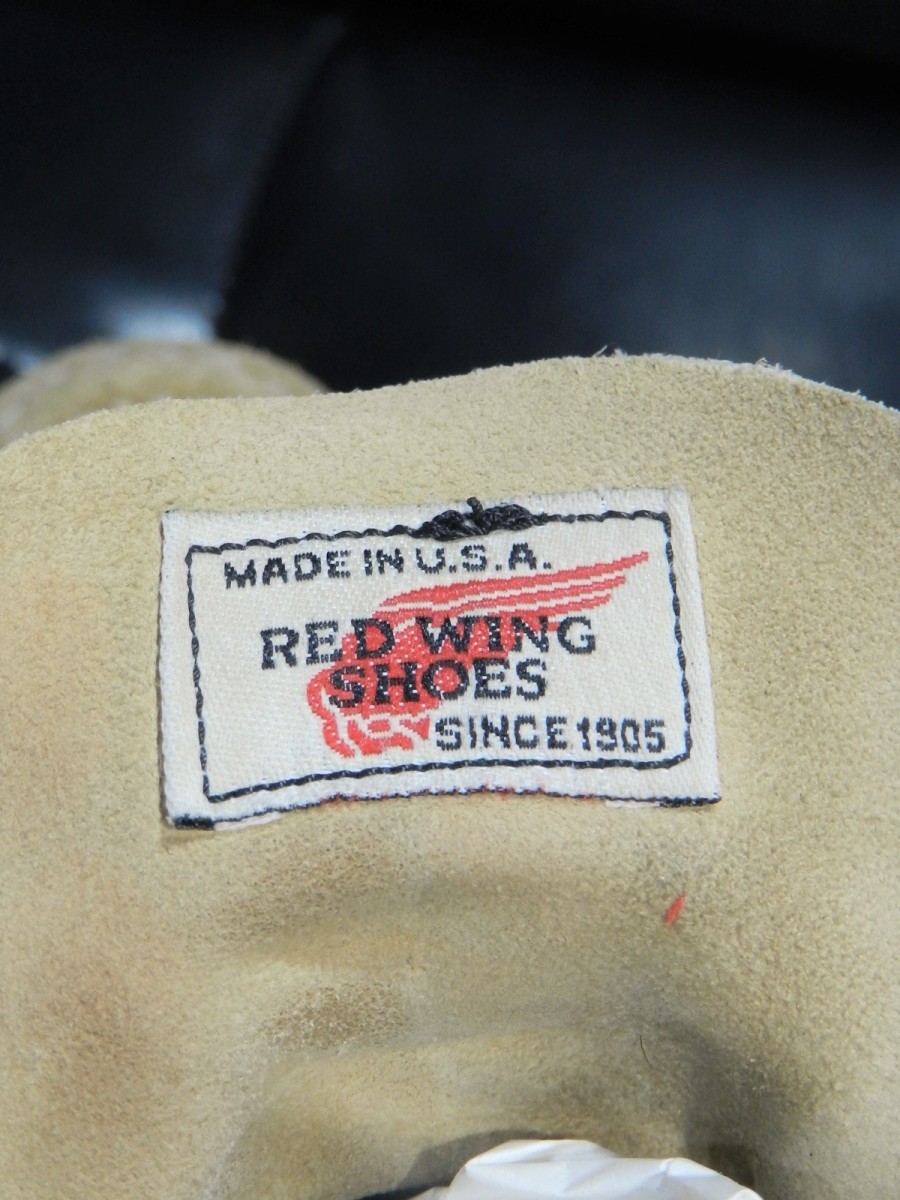 MADE IN U.S.A.
RED WING
SHOES
SINCE 1905